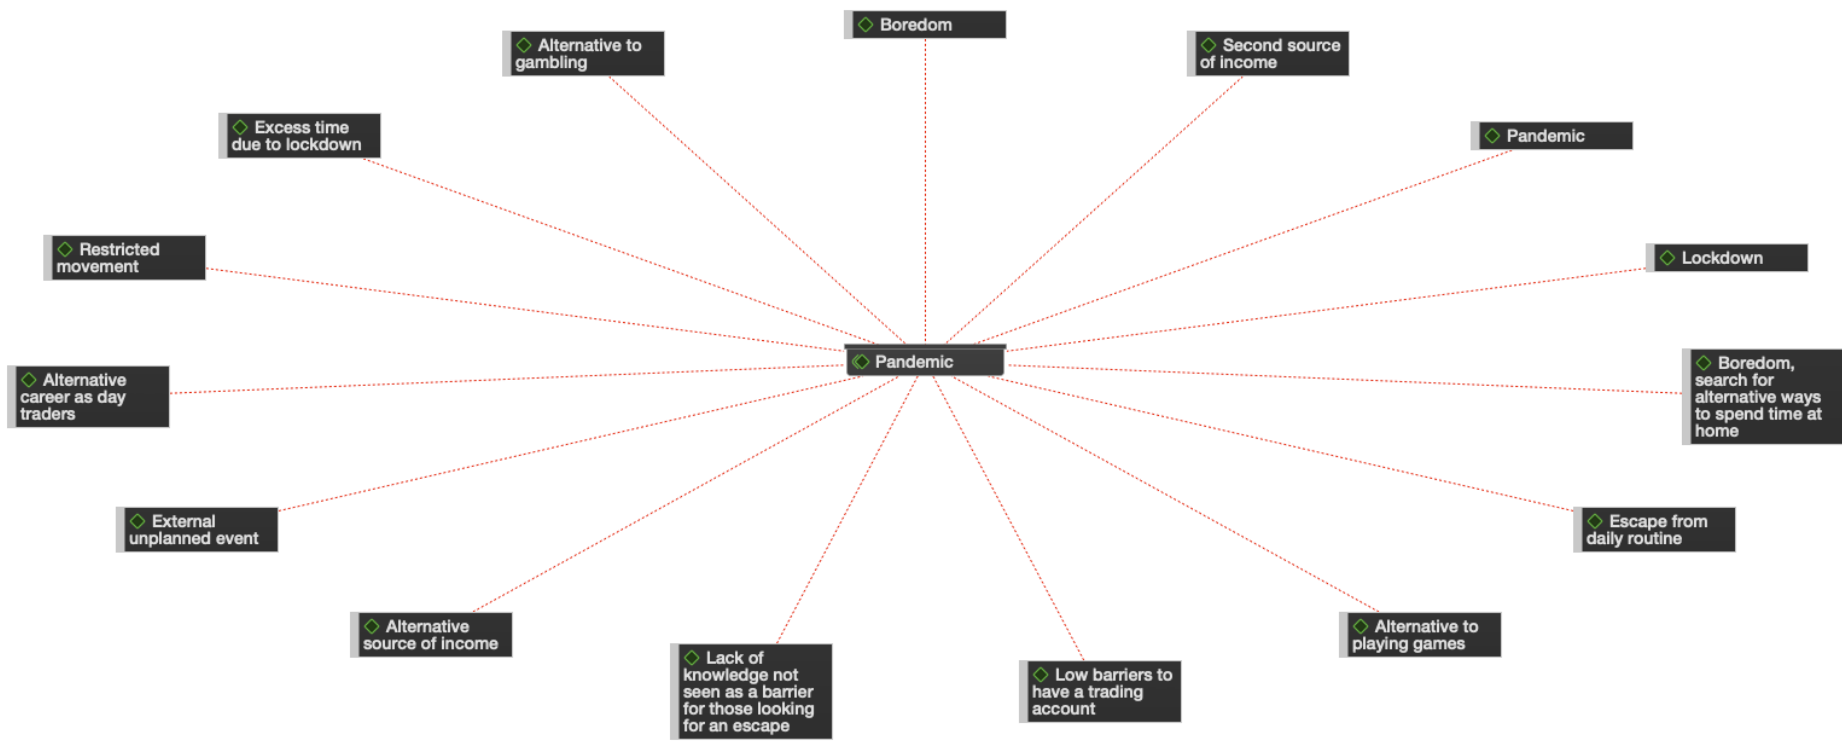 Boredom
Alternative to
gambling
Second source
of income
Excess time
due to lockdown
Pandemic
Restricted
movement
Lockdown
Pandemic
Alternative
career as day
traders
Boredom,
search for
alternative ways
to spend time at
home
External
unplanned event
Escape from
daily routine
Alternative
source of income
Alternative to
playing games
Lack of
knowledge not
seen as a barrier
for those looking
for an escape
Low barriers to
have a trading
account